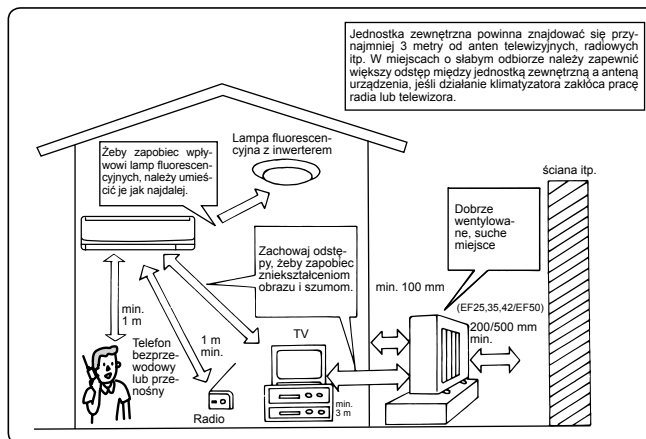 Jednostka zewnętrzna powinna znajdować się przy-
najmniej 3 metry od anten telewizyjnych, radiowych
itp. W miejscach o słabym odbiorze należy zapewnić
większy odstęp między jednostką zewnętrzną a anteną
urządzenia, jeśli działanie klimatyzatora zakłóca pracę
radia lub telewizora.
Lampa fluorescen-
cyjna z inwerterem
Żeby zapobiec wpły-
wowi lamp fluorescen-
cyjnych, należy umieś-
cić je jak najdalej.
ściana itp.
Dobrze
wentylowa-
ne, suche
miejsce
Zachowaj odstę-
py, żeby zapobiec
zniekształceniom
obrazu i szumom.
min. 100 mm
(EF25,35,42/EF50)
200/500 mm
min.
min.
1 m
Telefon
bezprze-
wodowy
lub prze-
nośny
1 m
min.
TV
Radio
min.
3 m